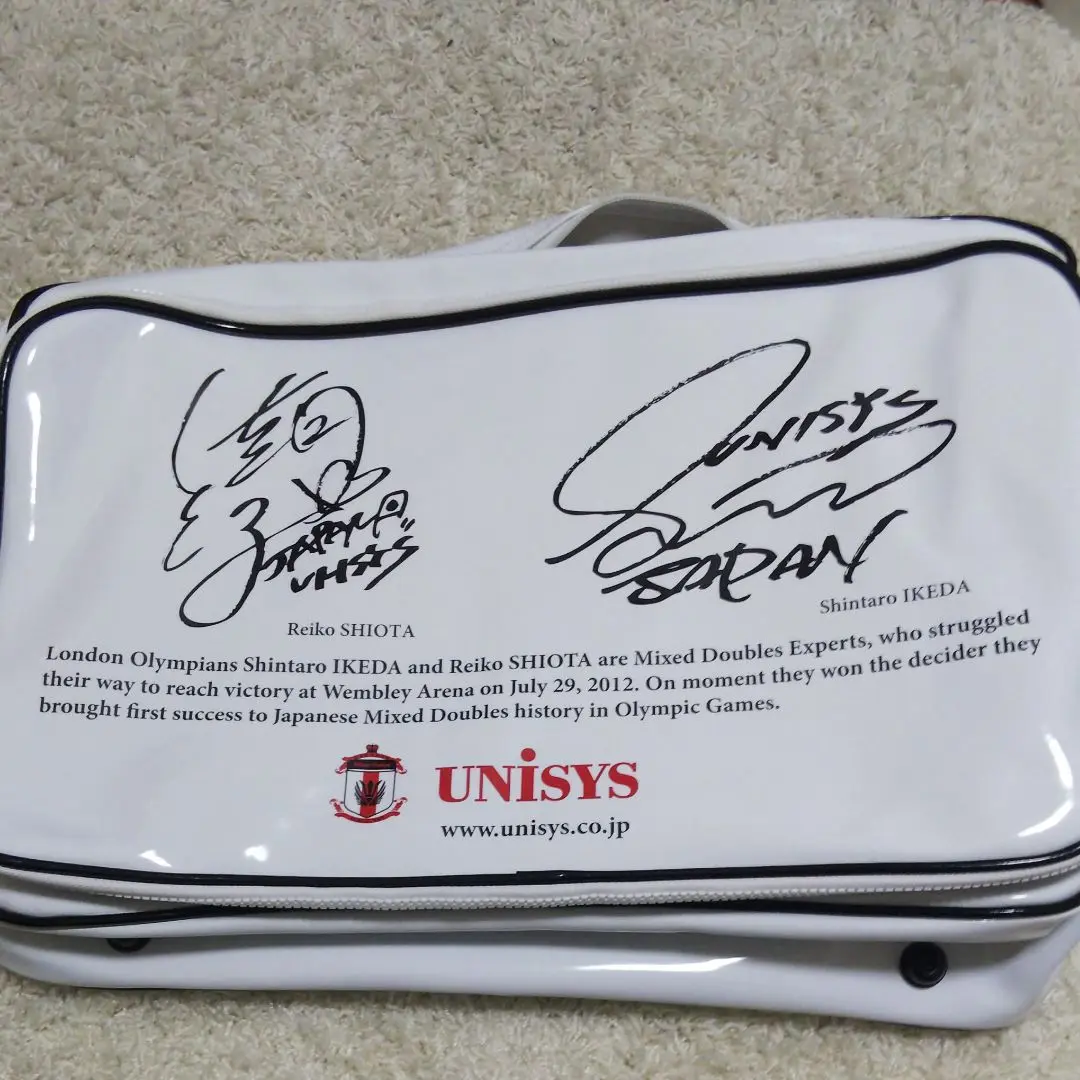 JAPAN
UNISYS
UNISYS
JAPAN
Reiko SHIOTA
Shintaro IKEDA
London Olympians Shintaro IKEDA and Reiko SHIOTA are Mixed Doubles Experts, who struggled
their way to reach victory at Wembley Arena on July 29, 2012. On moment they won the decider they
brought first success to Japanese Mixed Doubles history in Olympic Games.
UNiSYS
www.unisys.co.jp